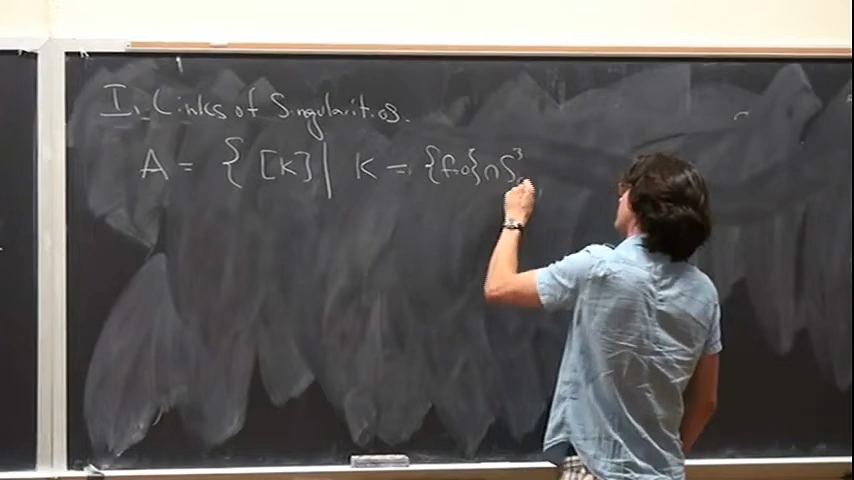 I. Links of Singularities.
A = { [K] | K = {f=0} ∩ S³